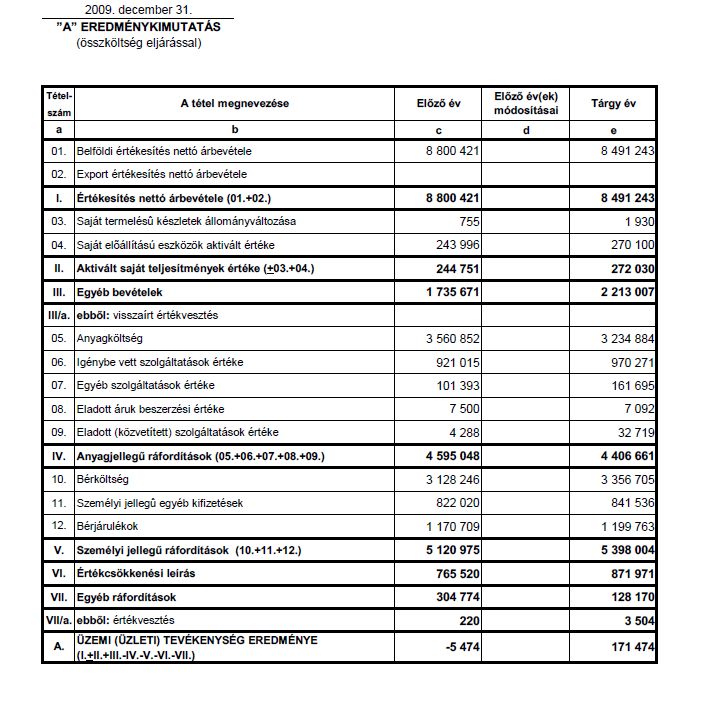 2009. december 31.
”A” EREDMÉNYKIMUTATÁS
(összköltség eljárással)
Tétel-szám A tétel megnevezése Előző év Előző év(ek) módosításai Tárgy év
a b c d e
01. Belföldi értékesítés nettó árbevétele 8 800 421 8 491 243
02. Export értékesítés nettó árbevétele
I. Értékesítés nettó árbevétele (01.+02.) 8 800 421 8 491 243
03. Saját termelésû készletek állományváltozása 755 1 930
04. Saját előállítású eszközök aktivált értéke 243 996 270 100
II. Aktivált saját teljesítmények értéke (±03.+04.) 244 751 272 030
III. Egyéb bevételek 1 735 671 2 213 007
III/a. ebből: visszaírt értékvesztés
05. Anyagköltség 3 560 852 3 234 884
06. Igénybe vett szolgáltatások értéke 921 015 970 271
07. Egyéb szolgáltatások értéke 101 393 161 695
08. Eladott áruk beszerzési értéke 7 500 7 092
09. Eladott (közvetített) szolgáltatások értéke 4 288 32 719
IV. Anyagjellegű ráfordítások (05.+06.+07.+08.+09.) 4 595 048 4 406 661
10. Bérköltség 3 128 246 3 356 705
11. Személyi jellegû egyéb kifizetések 822 020 841 536
12. Bérjárulékok 1 170 709 1 199 763
V. Személyi jellegű ráfordítások (10.+11.+12.) 5 120 975 5 398 004
VI. Értékcsökkenési leírás 765 520 871 971
VII. Egyéb ráfordítások 304 774 128 170
VII/a. ebből: értékvesztés 220 3 504
A. ÜZEMI (ÜZLETI) TEVÉKENYSÉG EREDMÉNYE
(I.±II.+III.-IV.-V.-VI.-VII.) -5 474 171 474